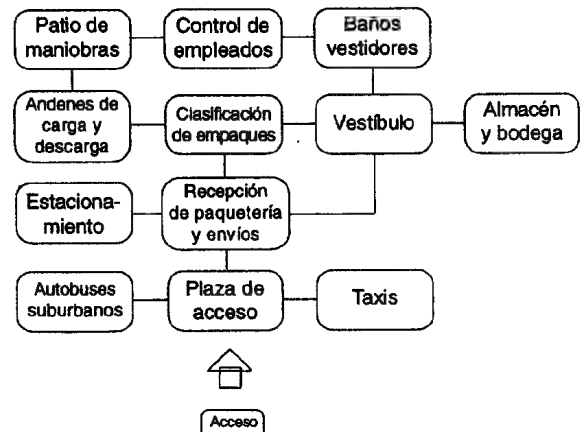 Patio de
maniobras
Control de
empleados
Baños
vestidores
Andenes de
carga y
descarga
Clasificación
de empaques
Vestíbulo
Almacén
y bodega
Estaciona-
miento
Recepción
de paquetería
y envíos
Autobuses
suburbanos
Plaza de
acceso
Taxis
Acceso